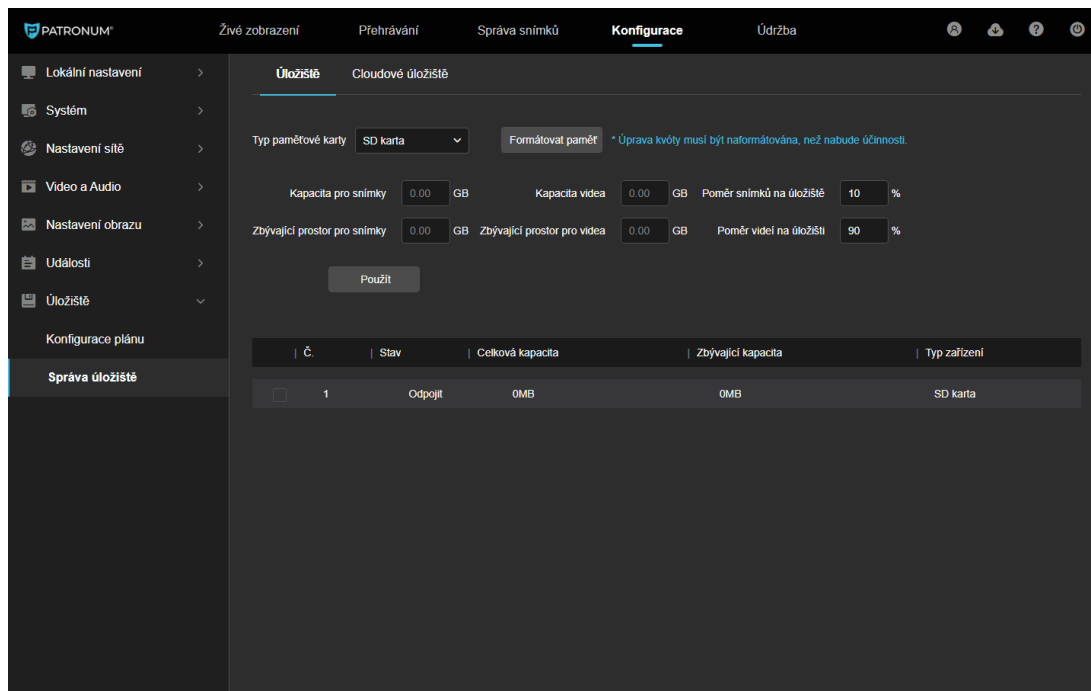 PATRONUM® Živé zobrazení Přehrávání Správa snímků Konfigurace Údržba
Lokální nastavení
Systém
Nastavení sítě
Video a Audio
Nastavení obrazu
Události
Úložiště
Konfigurace plánu
Správa úložiště
Úložiště Cloudové úložiště
Typ paměťové karty SD karta Formátovat paměť * Úprava kvóty musí být naformátována, než nabude účinnosti.
Kapacita pro snímky 0.00 GB Kapacita videa 0.00 GB Poměr snímků na úložiště 10 %
Zbývající prostor pro snímky 0.00 GB Zbývající prostor pro videa 0.00 GB Poměr videí na úložišti 90 %
Použít
| Č. | Stav | Celková kapacita | Zbývající kapacita | Typ zařízení
1 Odpojit 0MB 0MB SD karta